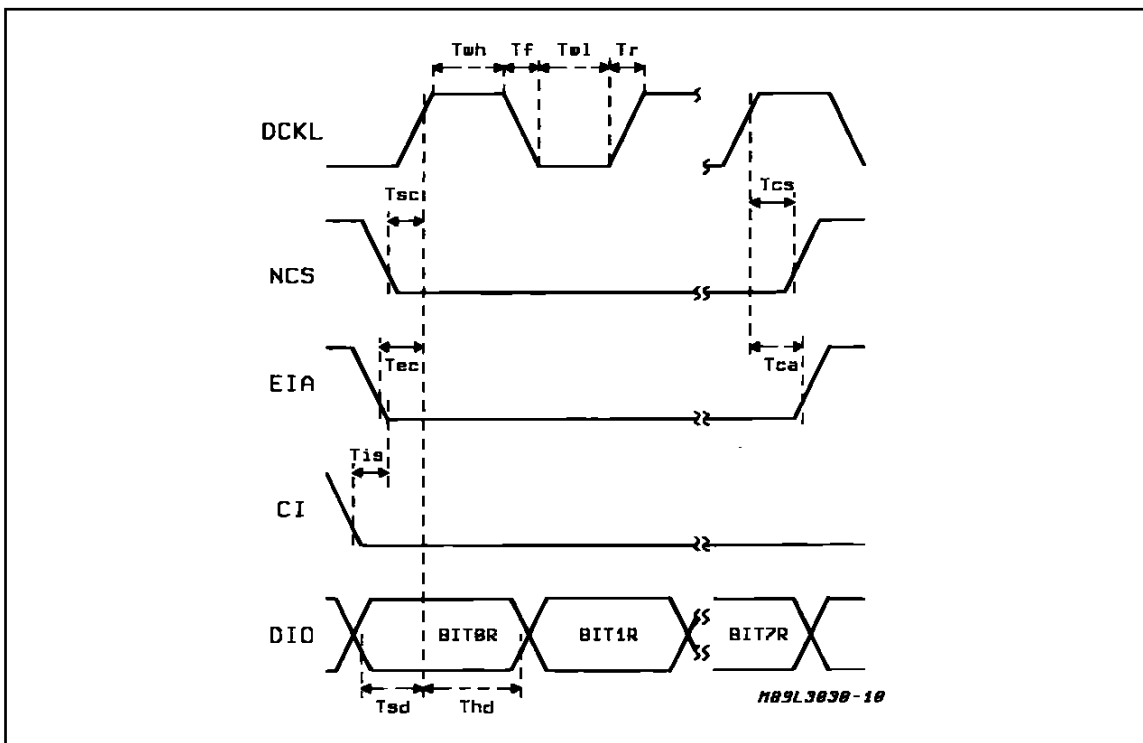 Twh Tf Twl Tr
DCKL
Tsc Tcs
NCS
Tec Tca
EIA
Tis
CI
DIO BIT0R BIT1R BIT7R
Tsd Thd
M89L3030-10